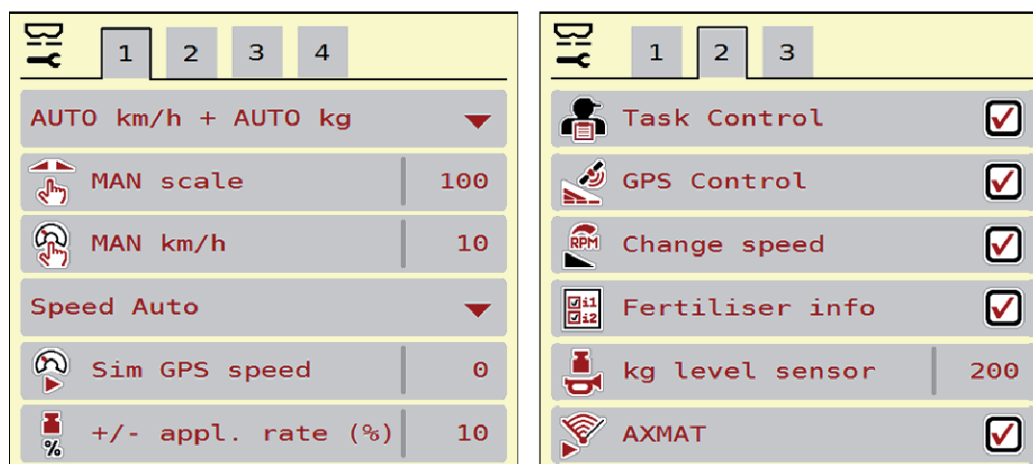 1 2 3 4
AUTO km/h + AUTO kg
MAN scale 100
MAN km/h 10
Speed Auto
Sim GPS speed 0
% +/- appl. rate (%) 10
1 2 3
Task Control
GPS Control
RPM Change speed
i1 i2 Fertiliser info
kg level sensor 200
AXMAT